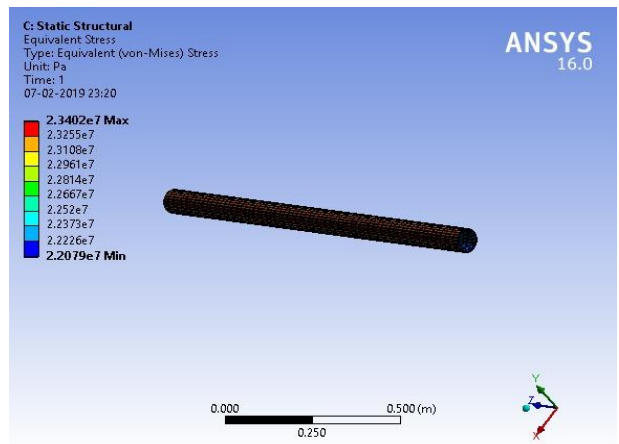 C: Static Structural
Equivalent Stress
Type: Equivalent (von-Mises) Stress
Unit: Pa
Time: 1
07-02-2019 23:20
2.3402e7 Max
2.3255e7
2.3108e7
2.2961e7
2.2814e7
2.2667e7
2.252e7
2.2373e7
2.2226e7
2.2079e7 Min
ANSYS
16.0
0.000
0.500 (m)
0.250
Y
Z
X